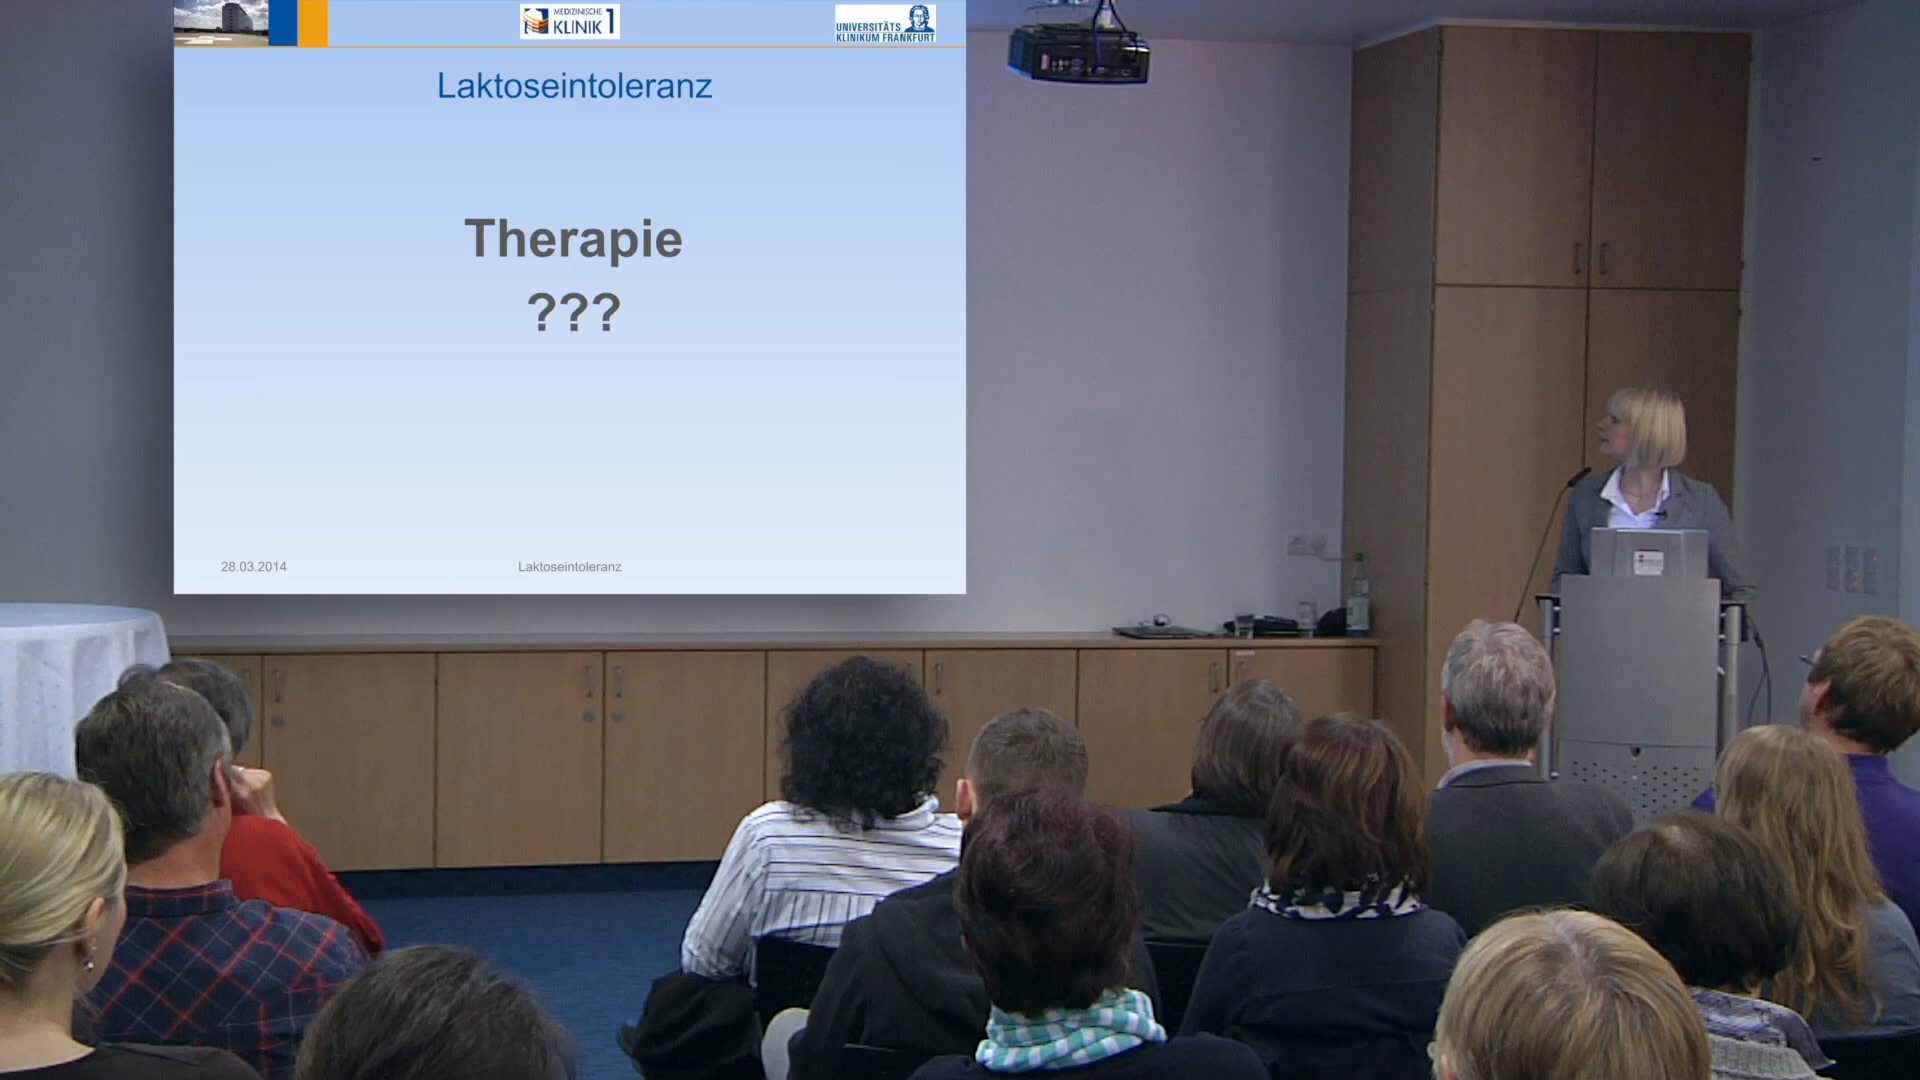 MEDIZINISCHE
KLINIK 1
UNIVERSITÄTS
KLINIKUM FRANKFURT
Laktoseintoleranz
Therapie
???
28.03.2014
Laktoseintoleranz